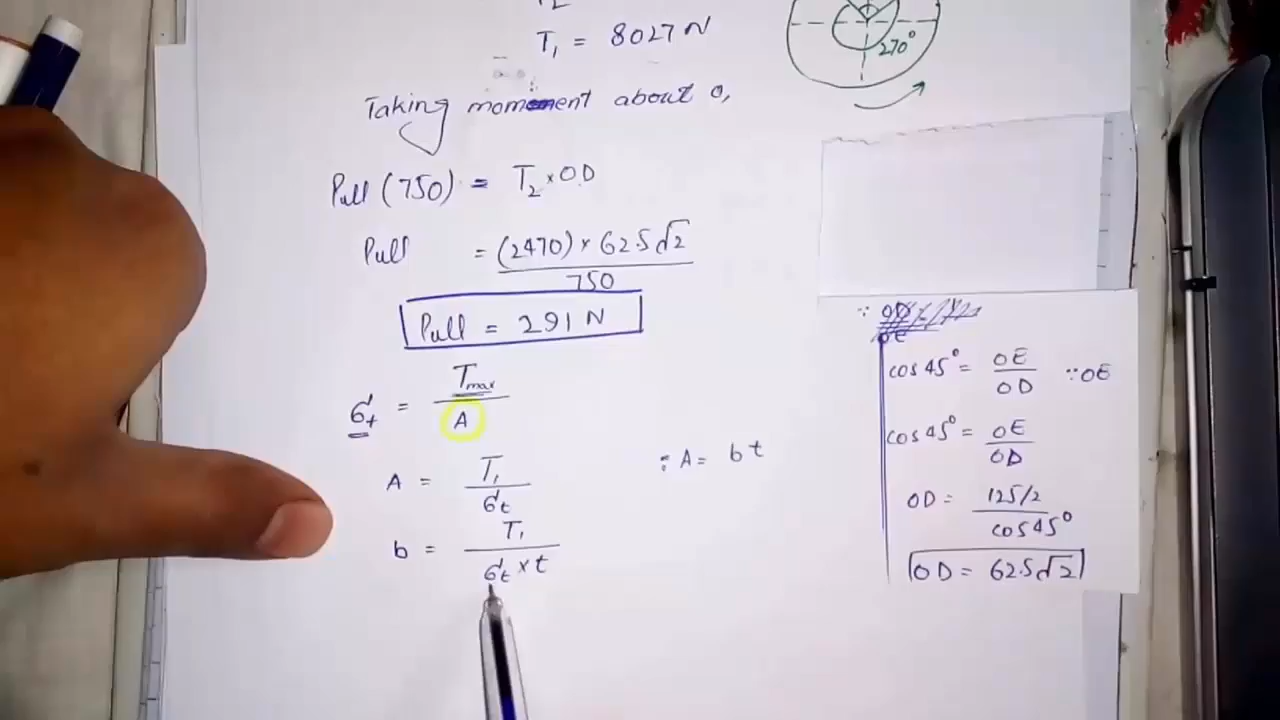 T2
T1 = 8027 N
270°
Taking moment about O,
Pull (750) = T2 × OD
Pull = (2470) × 62.5√2
750
Pull = 291 N
σt = Tmax
A
A = T1
σt
∵ A = bt
b = T1
σt × t
∵
cos 45° = OE
OD
∵ OE
cos 45° = OE
OD
OD = 125/2
cos 45°
OD = 62.5√2